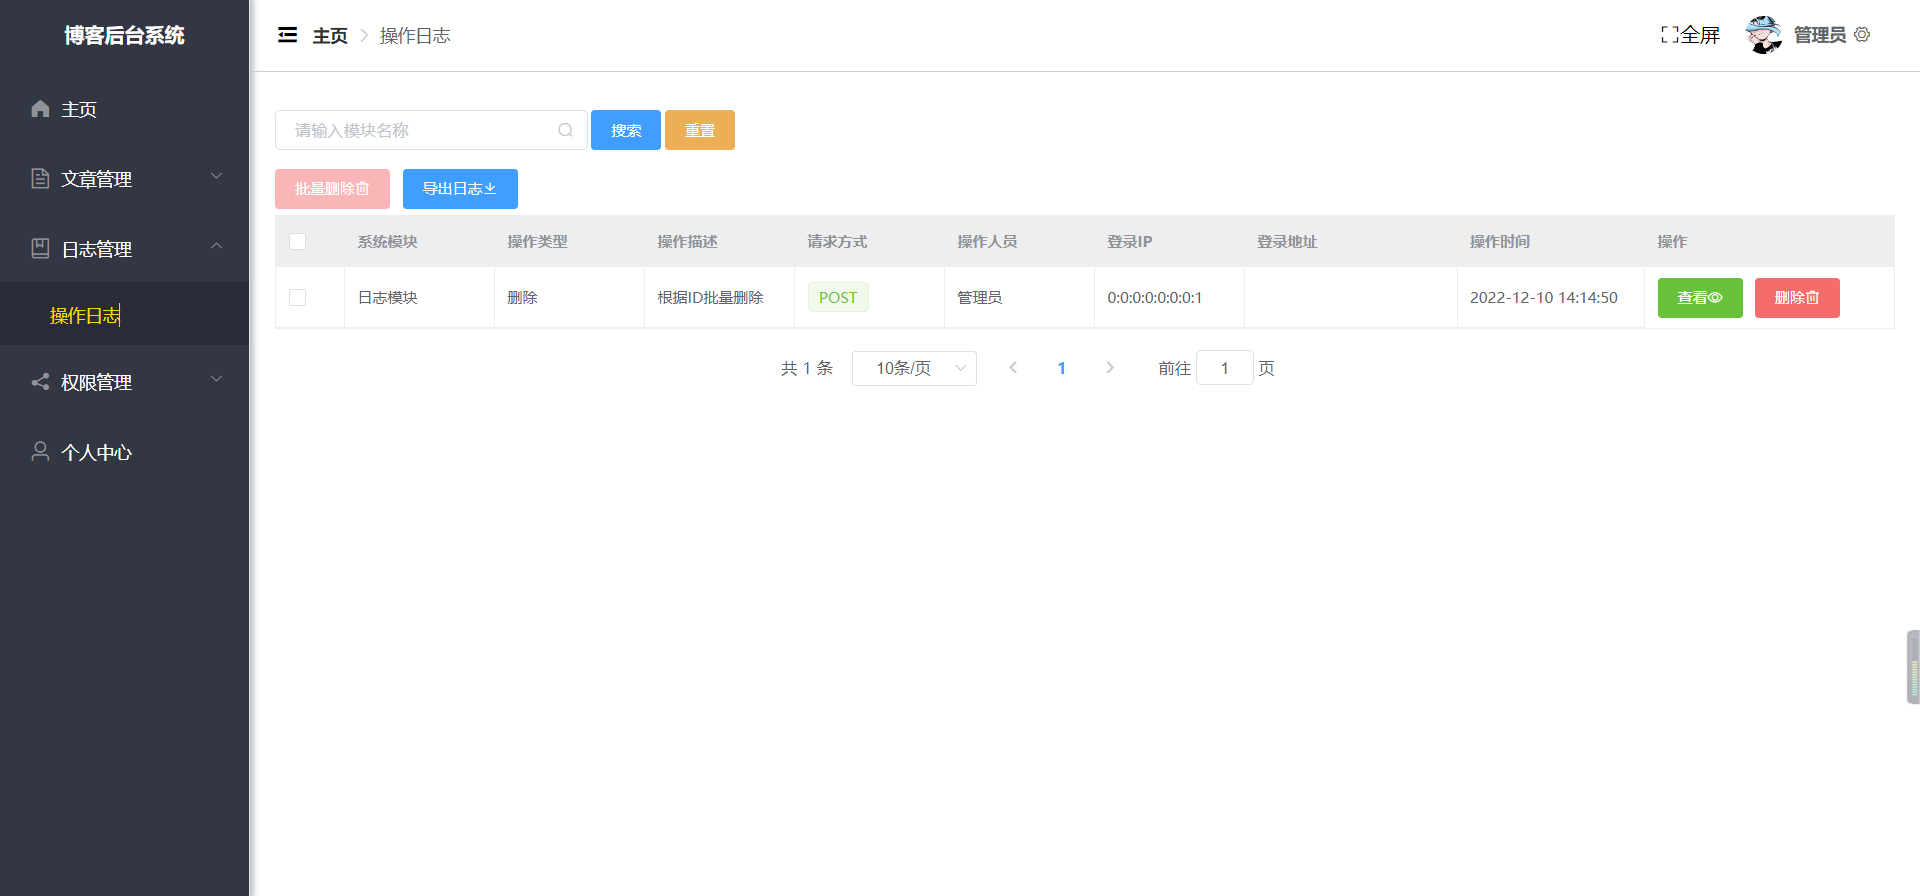 博客后台系统
主页
文章管理
日志管理
操作日志
权限管理
个人中心
主页 操作日志
全屏 管理员
请输入模块名称 搜索 重置
批量删除 导出日志
系统模块 操作类型 操作描述 请求方式 操作人员 登录IP 登录地址 操作时间 操作
日志模块 删除 根据ID批量删除 POST 管理员 0:0:0:0:0:0:0:1 2022-12-10 14:14:50 查看 删除
共 1 条 10条/页 1 前往 1 页